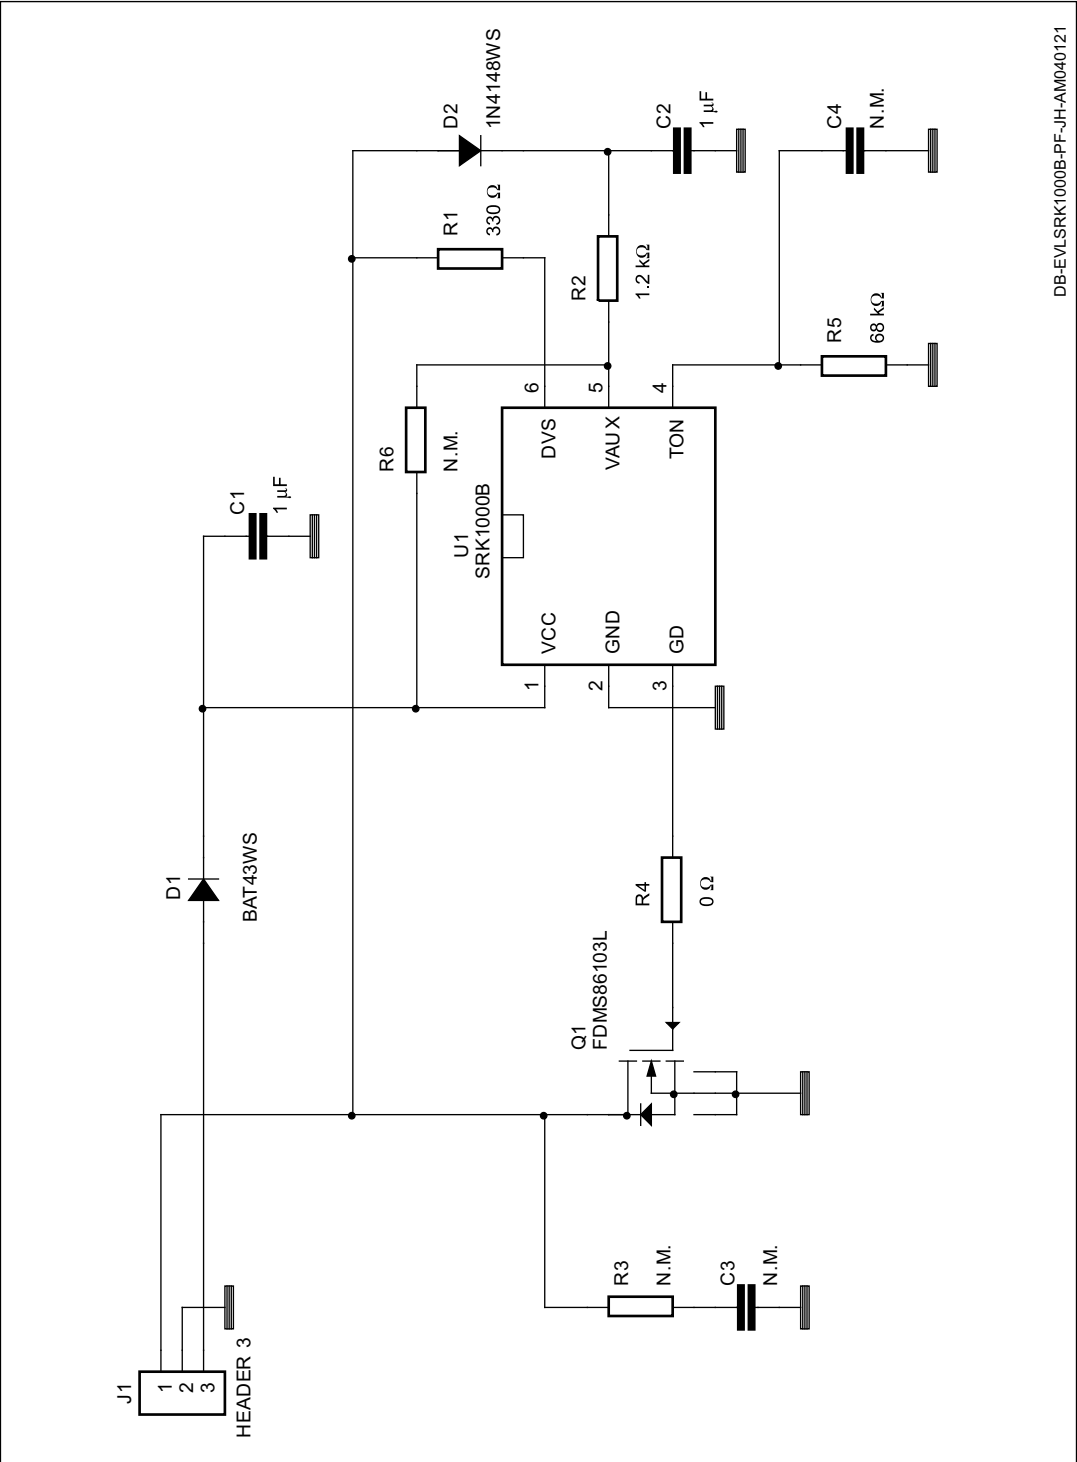 J1
1
2
3
HEADER 3
D1
BAT43WS
C1
1 µF
R6
N.M.
D2
1N4148WS
R1
330 Ω
R2
1.2 kΩ
C2
1 µF
U1
SRK1000B
VCC
GND
GD
1
2
3
DVS
VAUX
TON
6
5
4
C4
N.M.
R5
68 kΩ
Q1
FDMS86103L
R4
0 Ω
R3
N.M.
C3
N.M.
DB-EVLSRK1000B-PF-JH-AM040121